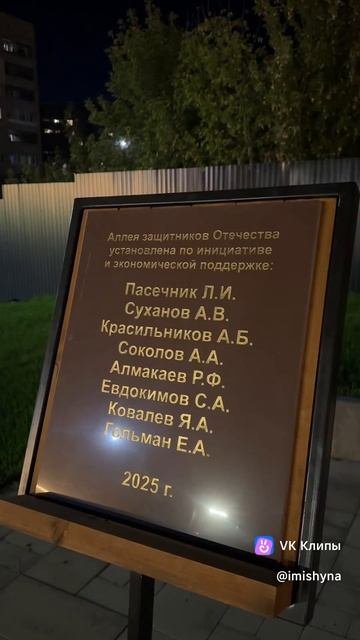 Аллея защитников Отечества
установлена по инициативе
и экономической поддержке:
Пасечник Л.И.
Суханов А.В.
Красильников А.Б.
Соколов А.А.
Алмакаев Р.Ф.
Евдокимов С.А.
Ковалев Я.А.
Гельман Е.А.
2025 г.
VK Клипы
@imishyna